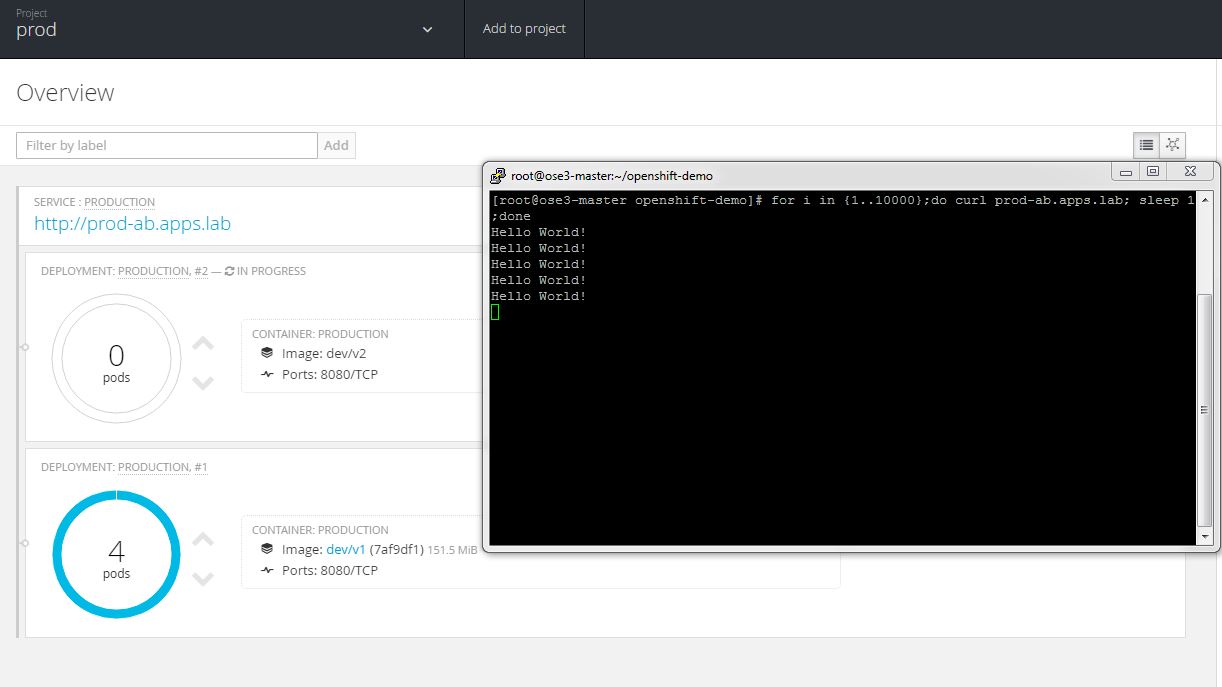 Project
prod
Add to project
Overview
Filter by label
Add
SERVICE : PRODUCTION
http://prod-ab.apps.lab
DEPLOYMENT: PRODUCTION, #2 — IN PROGRESS
0
pods
CONTAINER: PRODUCTION
Image: dev/v2
Ports: 8080/TCP
DEPLOYMENT: PRODUCTION, #1
4
pods
CONTAINER: PRODUCTION
Image: dev/v1 (7af9df1) 151.5 MiB
Ports: 8080/TCP
root@ose3-master:~/openshift-demo
[root@ose3-master openshift-demo]# for i in {1..10000};do curl prod-ab.apps.lab; sleep 1
;done
Hello World!
Hello World!
Hello World!
Hello World!
Hello World!